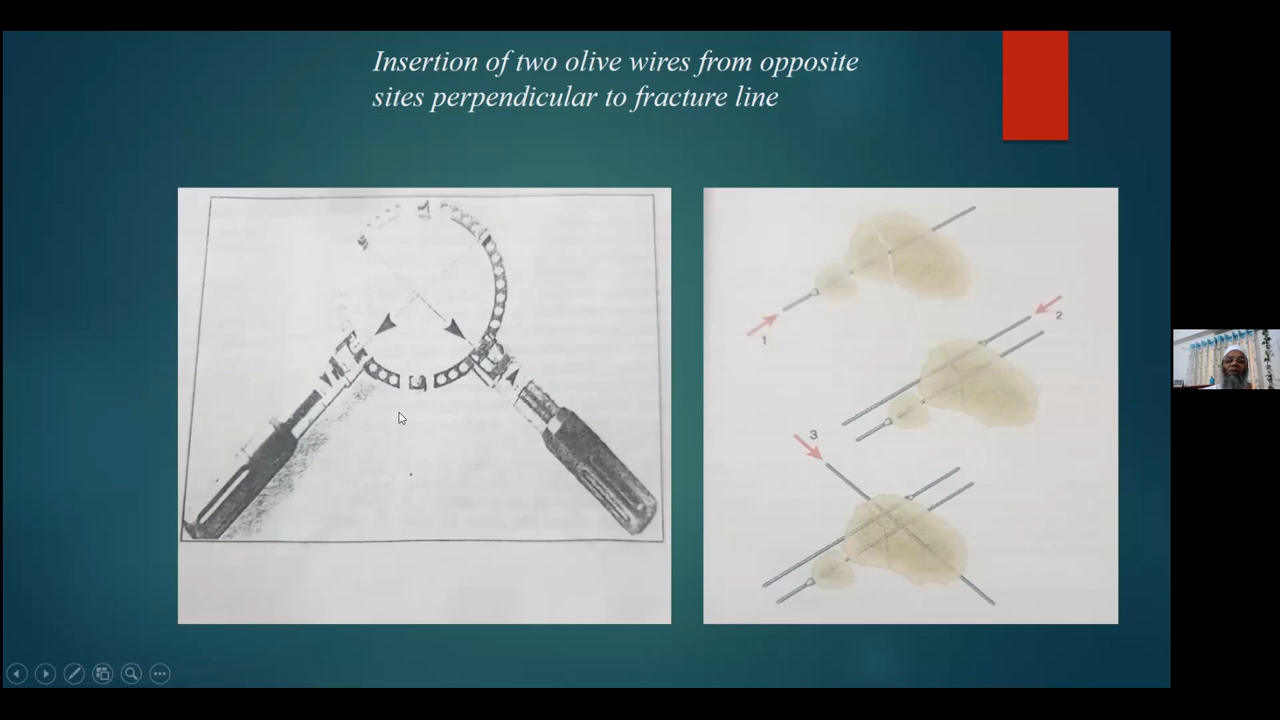 Insertion of two olive wires from opposite
sites perpendicular to fracture line
1
2
3